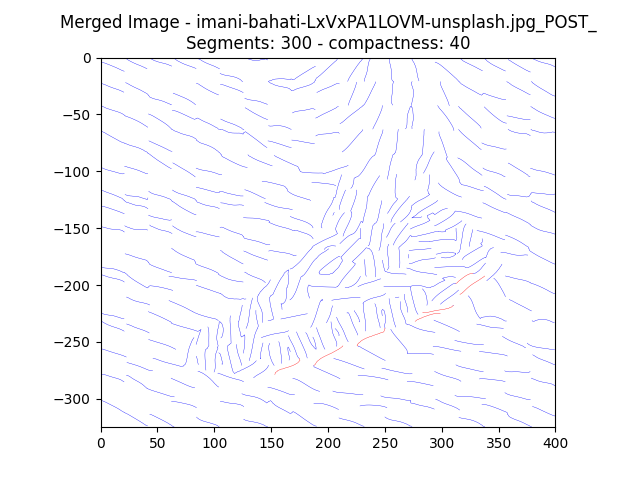 Merged Image - imani-bahati-LxVxPA1LOVM-unsplash.jpg_POST_
Segments: 300 - compactness: 40
0
−50
−100
−150
−200
−250
−300
0 50 100 150 200 250 300 350 400